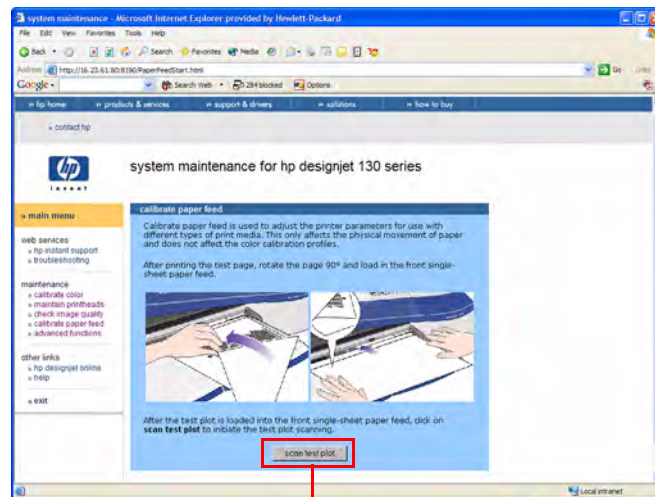 system maintenance - Microsoft Internet Explorer provided by Hewlett-Packard
File Edit View Favorites Tools Help
Back Search Favorites Media
Address http://16.23.61.80:8190/PaperFeedStart.html Go Links
Google Search Web 284 blocked Options
» hp home » products & services » support & drivers » solutions » how to buy
» contact hp
hp
invent
system maintenance for hp designjet 130 series
» main menu
calibrate paper feed
Calibrate paper feed is used to adjust the printer parameters for use with
different types of print media. This only affects the physical movement of paper
and does not affect the color calibration profiles.
web services
» hp instant support
» troubleshooting
After printing the test page, rotate the page 90º and load in the front single-
sheet paper feed.
maintenance
» calibrate color
» maintain printheads
» check image quality
» calibrate paper feed
» advanced functions
other links
» hp designjet online
» help
» exit
After the test plot is loaded into the front single-sheet paper feed, click on
scan test plot to initiate the test plot scanning.
scan test plot
Local intranet